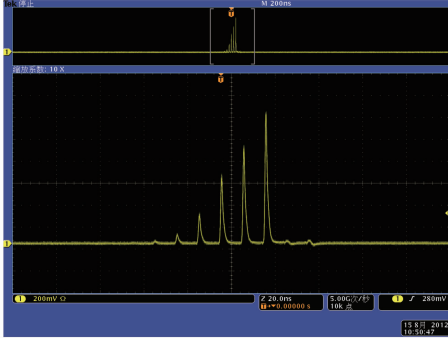 Tek 停止
M 200ns
1
缩放系数: 10 X
1
1 200mV Ω
Z 20.0ns
0.00000 s
5.00G次/秒
10k 点
1 280mV
15 8月 2012
10:50:47